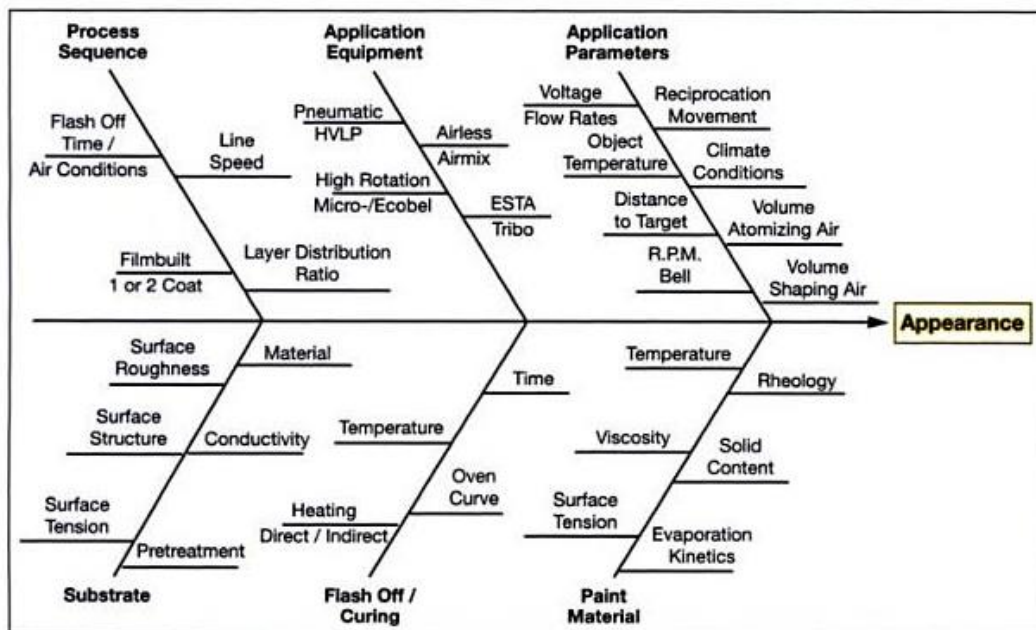 Process
Sequence
Application
Equipment
Application
Parameters
Flash Off
Time /
Air Conditions
Line
Speed
Filmbuilt
1 or 2 Coat
Layer Distribution
Ratio
Pneumatic
HVLP
Airless
Airmix
High Rotation
Micro-/Ecobel
ESTA
Tribo
Voltage
Flow Rates
Reciprocation
Movement
Object
Temperature
Climate
Conditions
Distance
to Target
Volume
Atomizing Air
R.P.M.
Bell
Volume
Shaping Air
Appearance
Surface
Roughness
Material
Surface
Structure
Conductivity
Surface
Tension
Pretreatment
Substrate
Time
Temperature
Oven
Curve
Heating
Direct / Indirect
Flash Off /
Curing
Temperature
Rheology
Viscosity
Solid
Content
Surface
Tension
Evaporation
Kinetics
Paint
Material